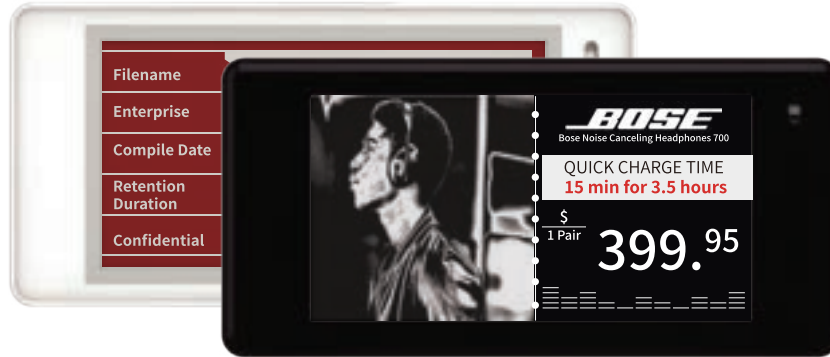 Filename
Enterprise
Compile Date
Retention
Duration
Confidential
BOSE
Bose Noise Canceling Headphones 700
QUICK CHARGE TIME
15 min for 3.5 hours
$
1 Pair
399.95